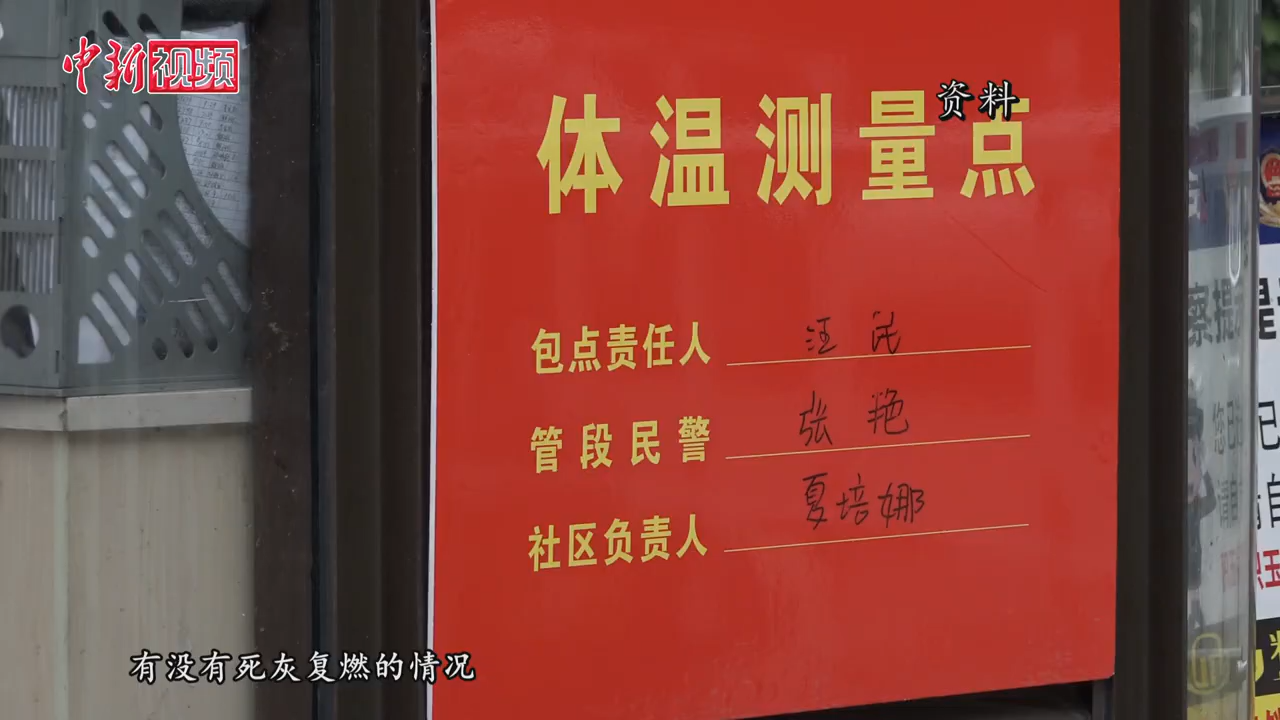 中新视频
资料
体温测量点
包点责任人 汪民
管段民警 张艳
社区负责人 夏培娜
有没有死灰复燃的情况